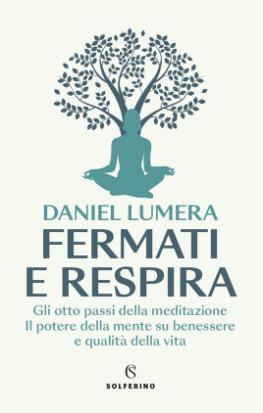 DANIEL LUMERA
FERMATI
E RESPIRA
Gli otto passi della meditazione
Il potere della mente su benessere
e qualità della vita
S
SOLFERINO